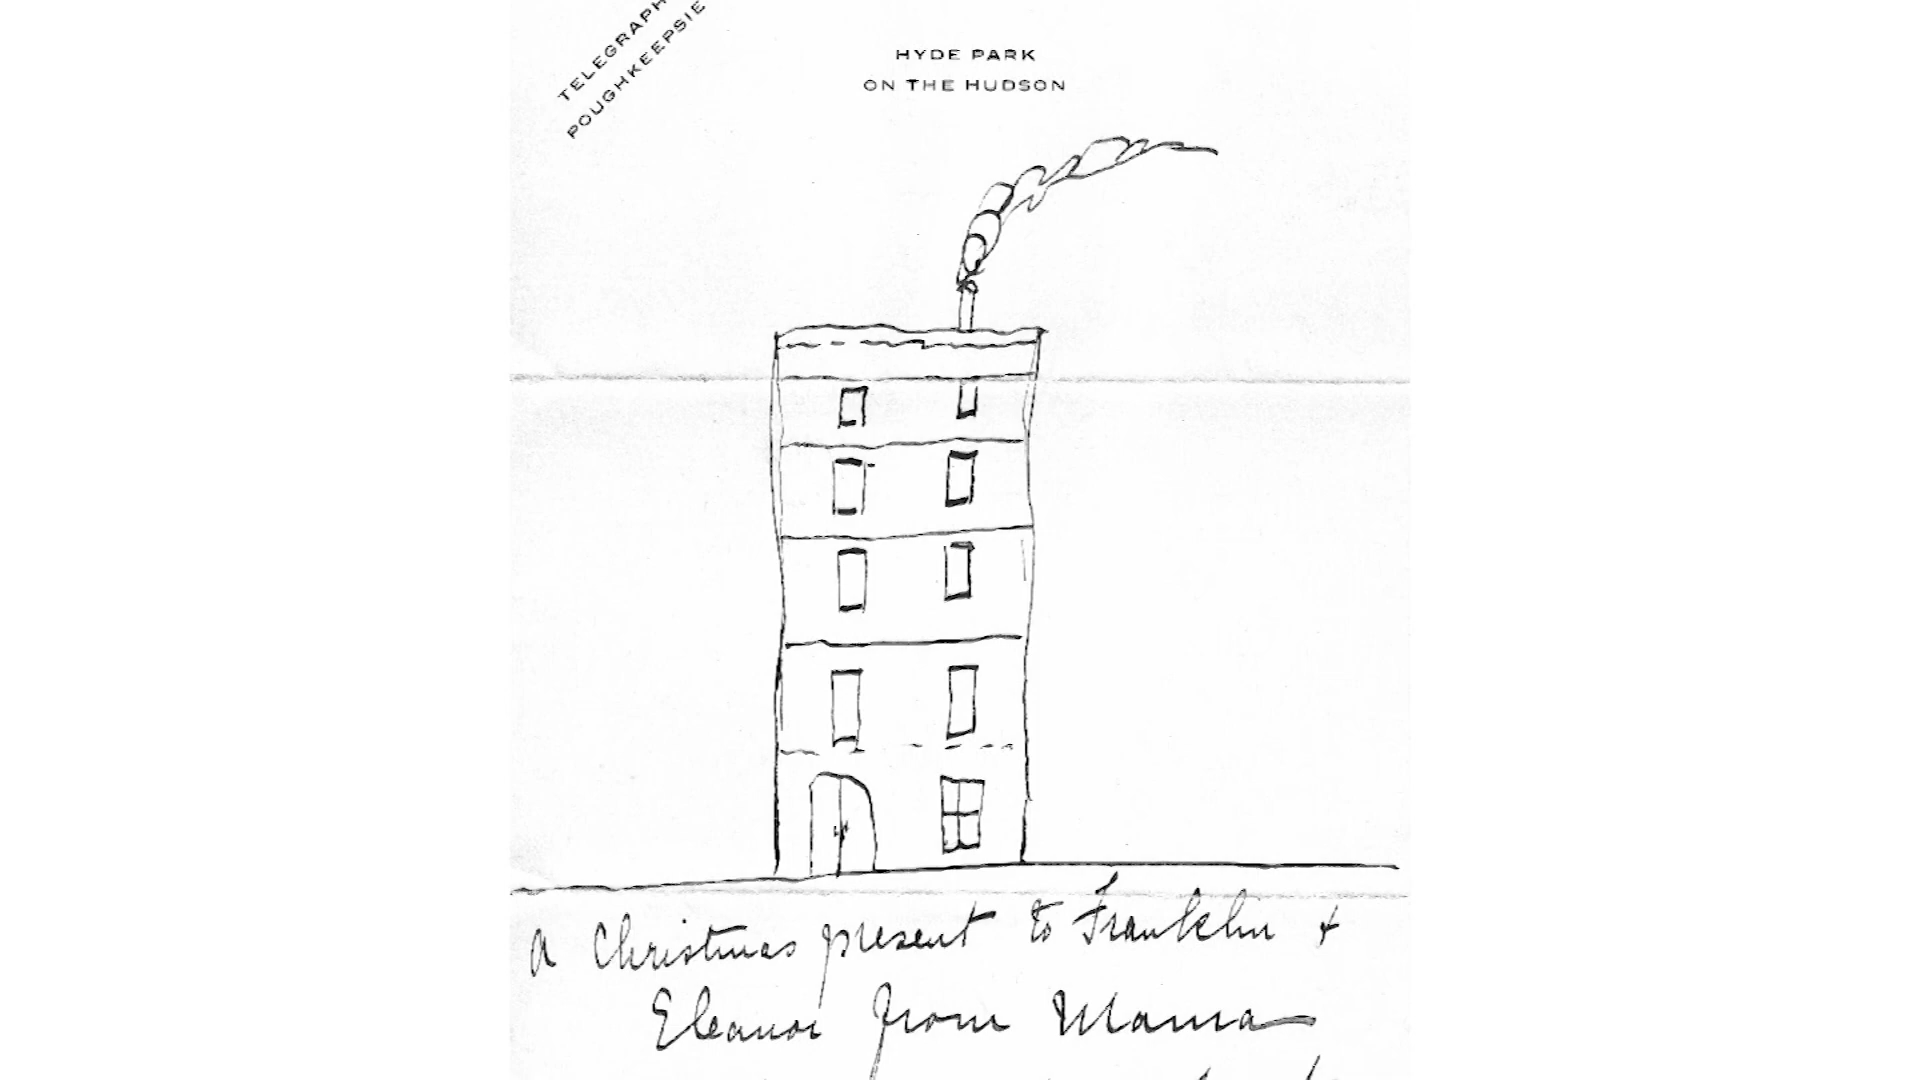 TELEGRAPH
POUGHKEEPSIE
HYDE PARK
ON THE HUDSON
a Christmas present to Franklin +
Eleanor from Mama